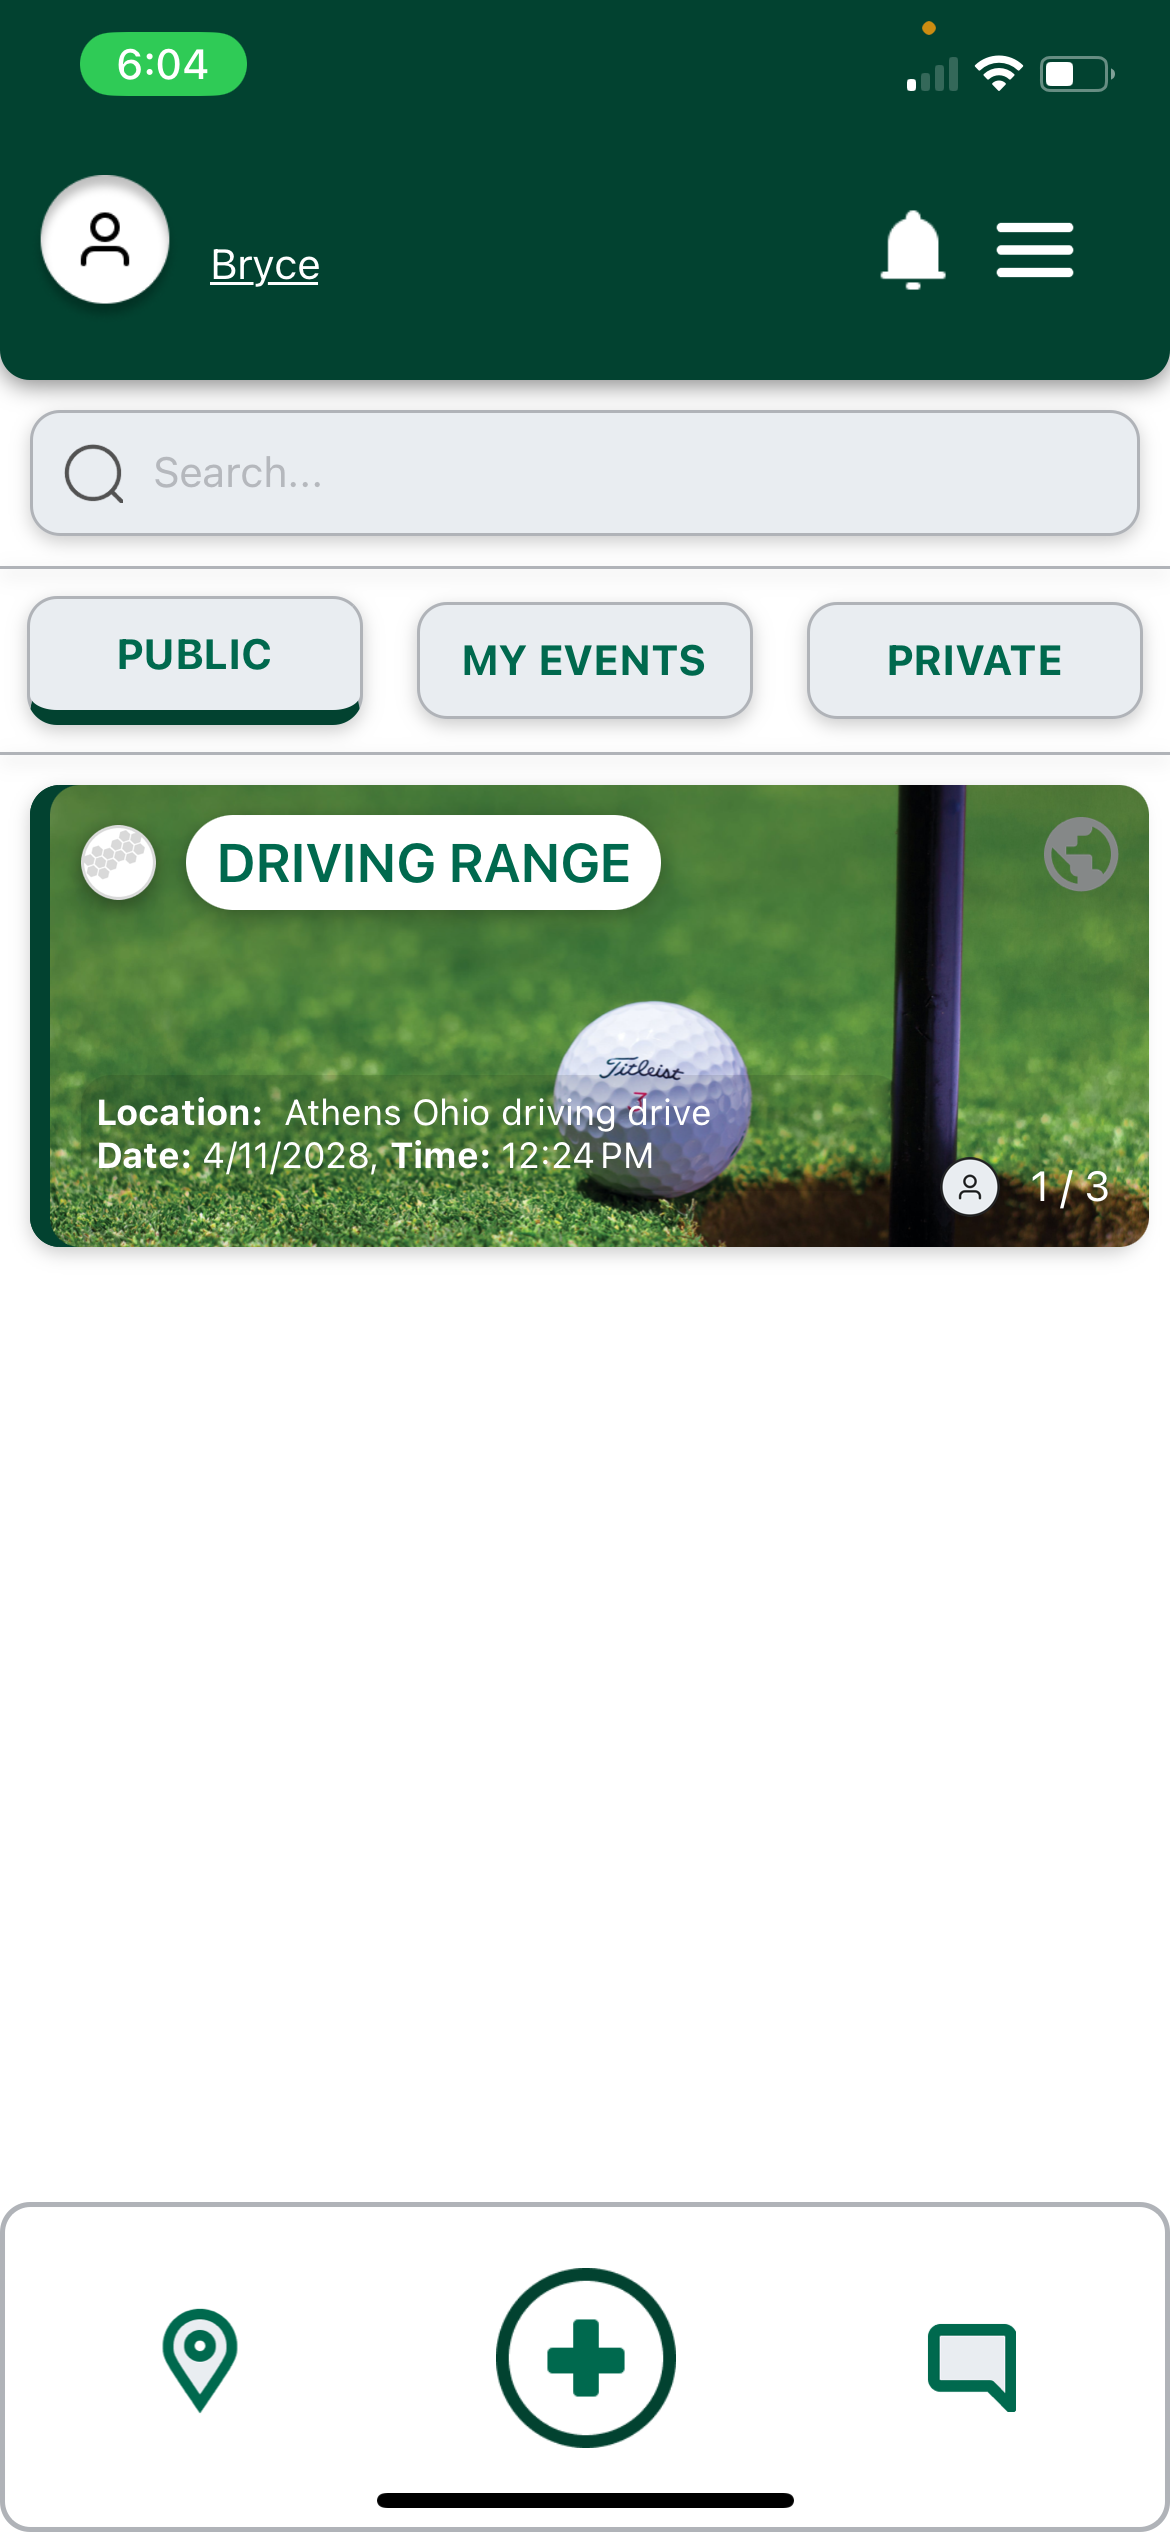 6:04
Bryce
Search...
PUBLIC
MY EVENTS
PRIVATE
DRIVING RANGE
Titleist
Location: Athens Ohio driving drive
Date: 4/11/2028, Time: 12:24 PM
1 / 3